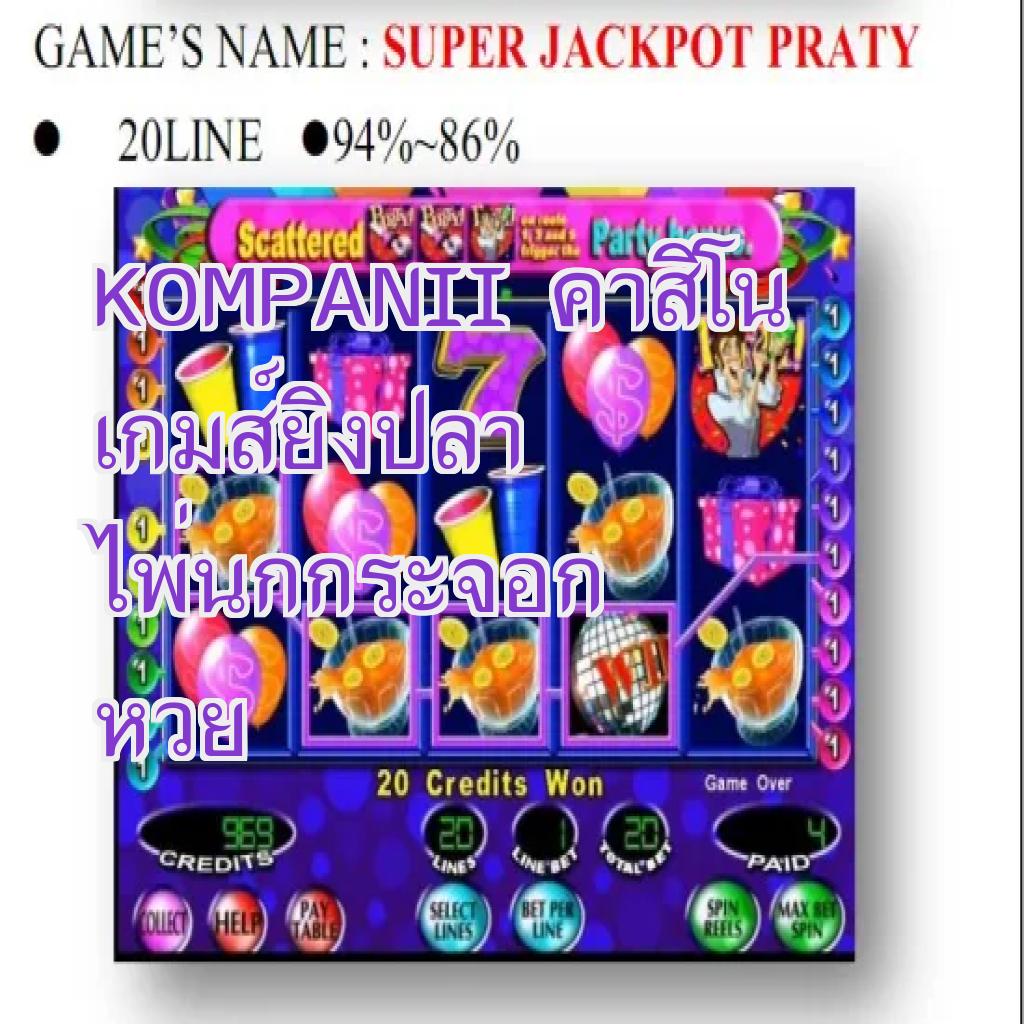 GAME’S NAME : SUPER JACKPOT PRATY
● 20LINE ●94%~86%
Scattered
Party
KOMPANII คาสิโน
เกมส์ยิงปลา
ไพ่นกกระจอก
หวย
20 Credits Won Game Over
969 20 1 20 4
CREDITS LINES LINE BET TOTAL BET PAID
COLLECT HELP PAY TABLE SELECT LINES BET PER LINE SPIN REELS MAX BET SPIN